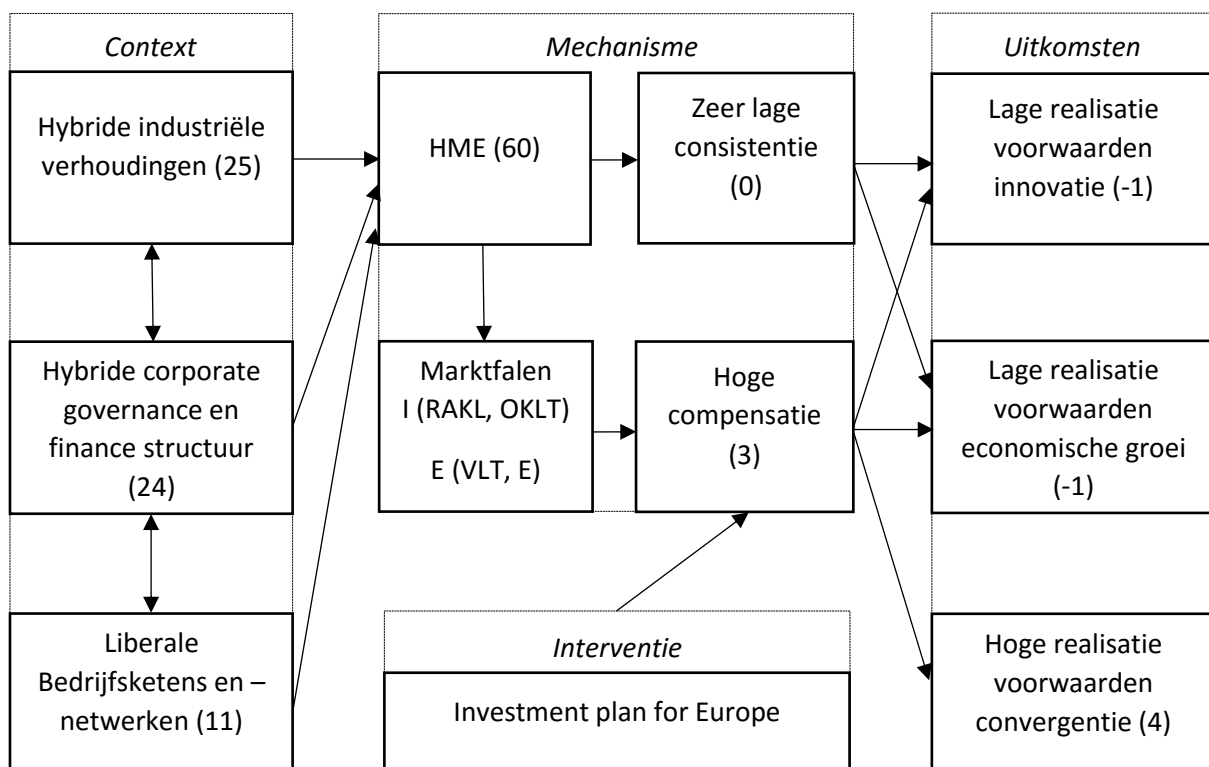 Context
Hybride industriële
verhoudingen (25)
Hybride corporate
governance en
finance structuur
(24)
Liberale
Bedrijfsketens en –
netwerken (11)
Mechanisme
HME (60)
Zeer lage
consistentie
(0)
Marktfalen
I (RAKL, OKLT)
E (VLT, E)
Hoge
compensatie
(3)
Interventie
Investment plan for Europe
Uitkomsten
Lage realisatie
voorwaarden
innovatie (-1)
Lage realisatie
voorwaarden
economische groei
(-1)
Hoge realisatie
voorwaarden
convergentie (4)